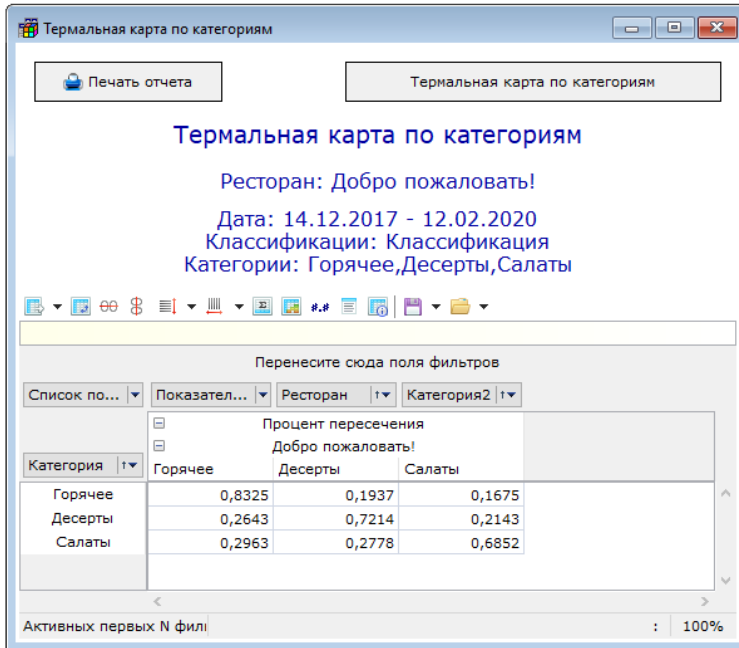 Термальная карта по категориям
Печать отчета Термальная карта по категориям
Термальная карта по категориям
Ресторан: Добро пожаловать!
Дата: 14.12.2017 - 12.02.2020
Классификации: Классификация
Категории: Горячее,Десерты,Салаты
#.#
Перенесите сюда поля фильтров
Список по... Показател... Ресторан Категория2
Процент пересечения
Добро пожаловать!
Категория Горячее Десерты Салаты
Горячее 0,8325 0,1937 0,1675
Десерты 0,2643 0,7214 0,2143
Салаты 0,2963 0,2778 0,6852
Активных первых N : 100%